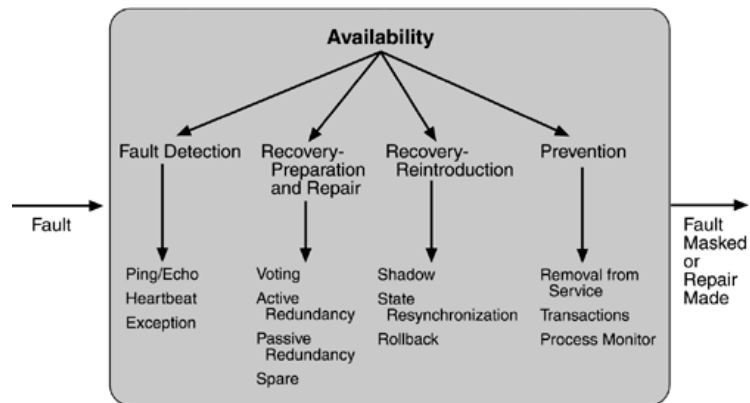 Availability
Fault Detection
Recovery-
Preparation
and Repair
Recovery-
Reintroduction
Prevention
Fault
Fault
Masked
or
Repair
Made
Ping/Echo
Heartbeat
Exception
Voting
Active
Redundancy
Passive
Redundancy
Spare
Shadow
State
Resynchronization
Rollback
Removal from
Service
Transactions
Process Monitor